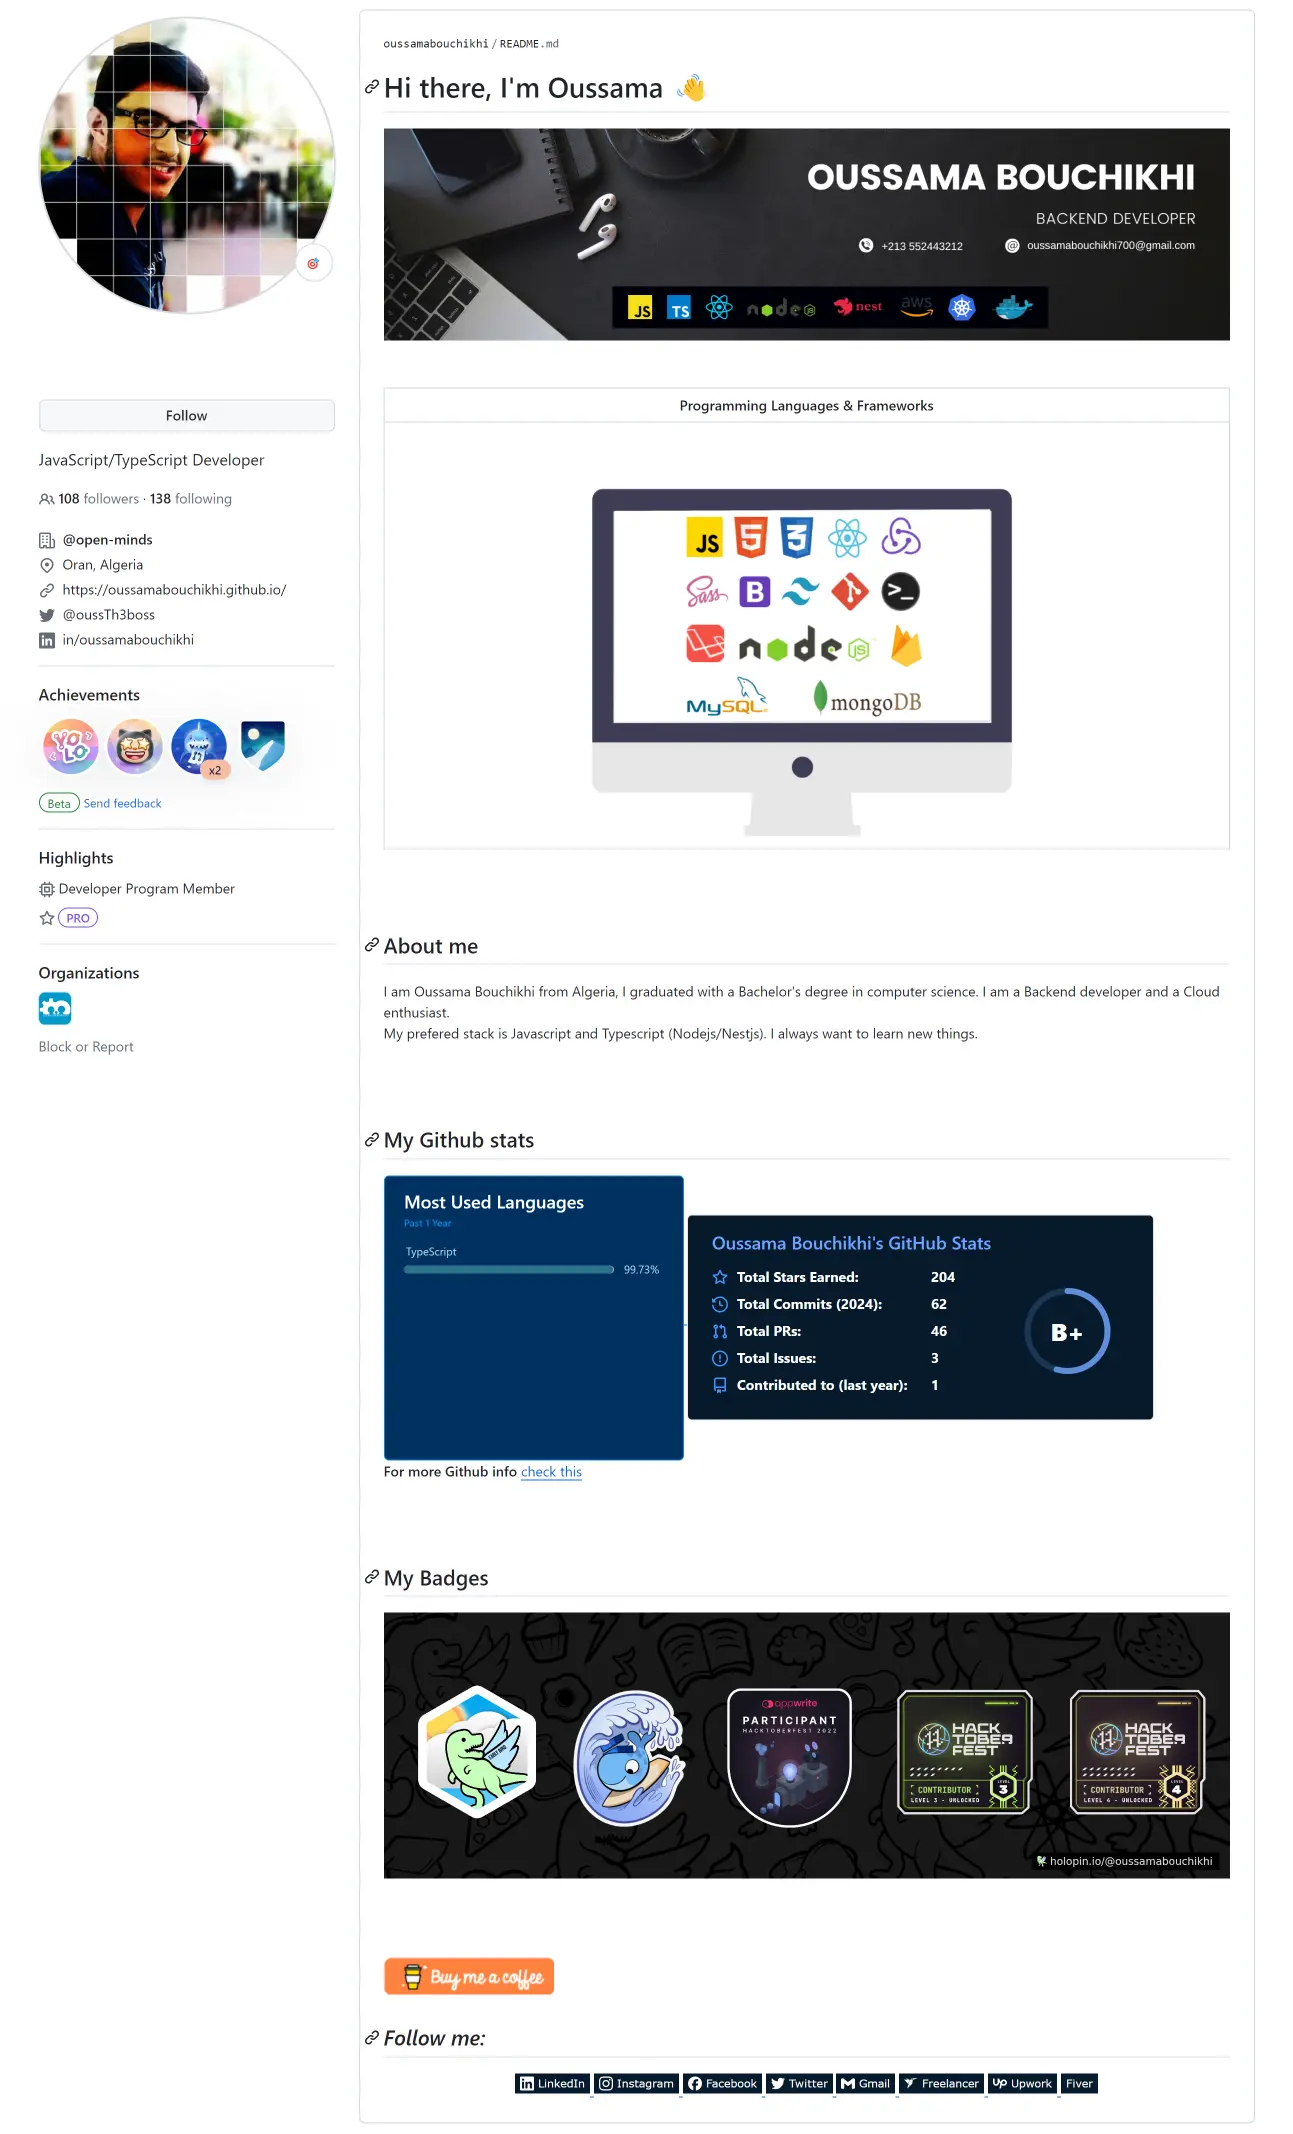 Follow
JavaScript/TypeScript Developer
108 followers · 138 following
@open-minds
Oran, Algeria
https://oussamabouchikhi.github.io/
@oussTh3boss
in/oussamabouchikhi
Achievements
YOLO
x2
Beta Send feedback
Highlights
Developer Program Member
PRO
Organizations
Block or Report
oussamabouchikhi/README.md
Hi there, I'm Oussama 👋
OUSSAMA BOUCHIKHI
BACKEND DEVELOPER
+213 552443212 oussamabouchikhi700@gmail.com
JS TS node JS nest aws
Programming Languages & Frameworks
JS 5 3
Sass B >_
node JS
MySQL mongoDB
About me
I am Oussama Bouchikhi from Algeria, I graduated with a Bachelor's degree in computer science. I am a Backend developer and a Cloud
enthusiast.
My prefered stack is Javascript and Typescript (Nodejs/Nestjs). I always want to learn new things.
My Github stats
Most Used Languages
Past 1 Year
TypeScript
99.73%
Oussama Bouchikhi's GitHub Stats
Total Stars Earned: 204
Total Commits (2024): 62
Total PRs: 46
Total Issues: 3
Contributed to (last year): 1
B+
For more Github info check this
My Badges
appwrite
PARTICIPANT
HACKTOBERFEST 2022
HACK
TOBER
FEST
CONTRIBUTOR
LEVEL 3 - UNLOCKED
LEVEL
3
HACK
TOBER
FEST
CONTRIBUTOR
LEVEL 4 - UNLOCKED
LEVEL
4
holopin.io/@oussamabouchikhi
Buy me a coffee
Follow me:
LinkedIn Instagram Facebook Twitter Gmail Freelancer Upwork Fiver